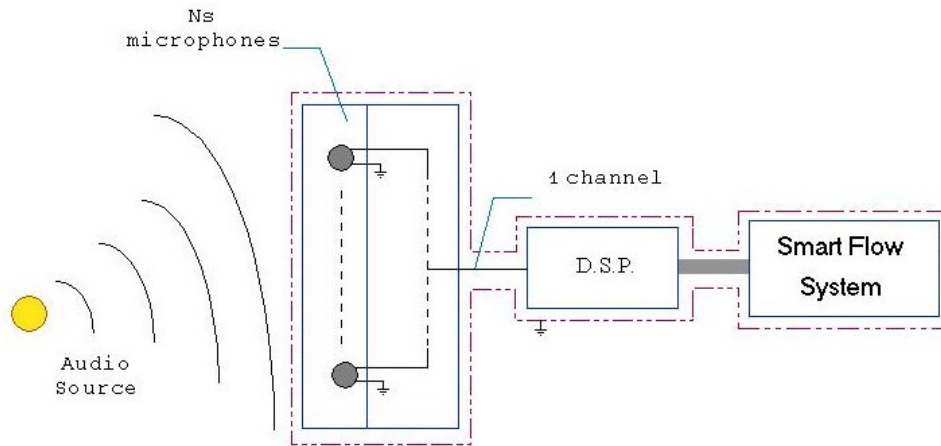 Ns
microphones
1 channel
D.S.P.
Smart Flow
System
Audio
Source